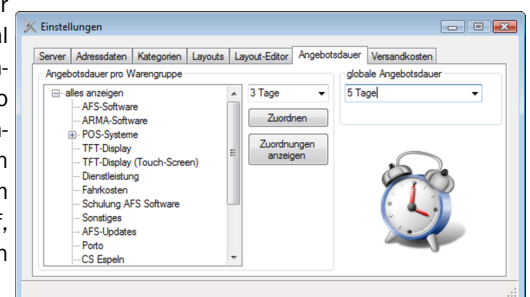 Einstellungen
Server Adressdaten Kategorien Layouts Layout-Editor Angebotsdauer Versandkosten
Angebotsdauer pro Warengruppe
globale Angebotsdauer
alles anzeigen
3 Tage
5 Tage
AFS-Software
ARMA-Software
Zuordnen
POS-Systeme
TFT-Display
Zuordnungen
anzeigen
TFT-Display (Touch-Screen)
Dienstleistung
Fahrkosten
Schulung AFS Software
Sonstiges
AFS-Updates
Porto
CS Espeln